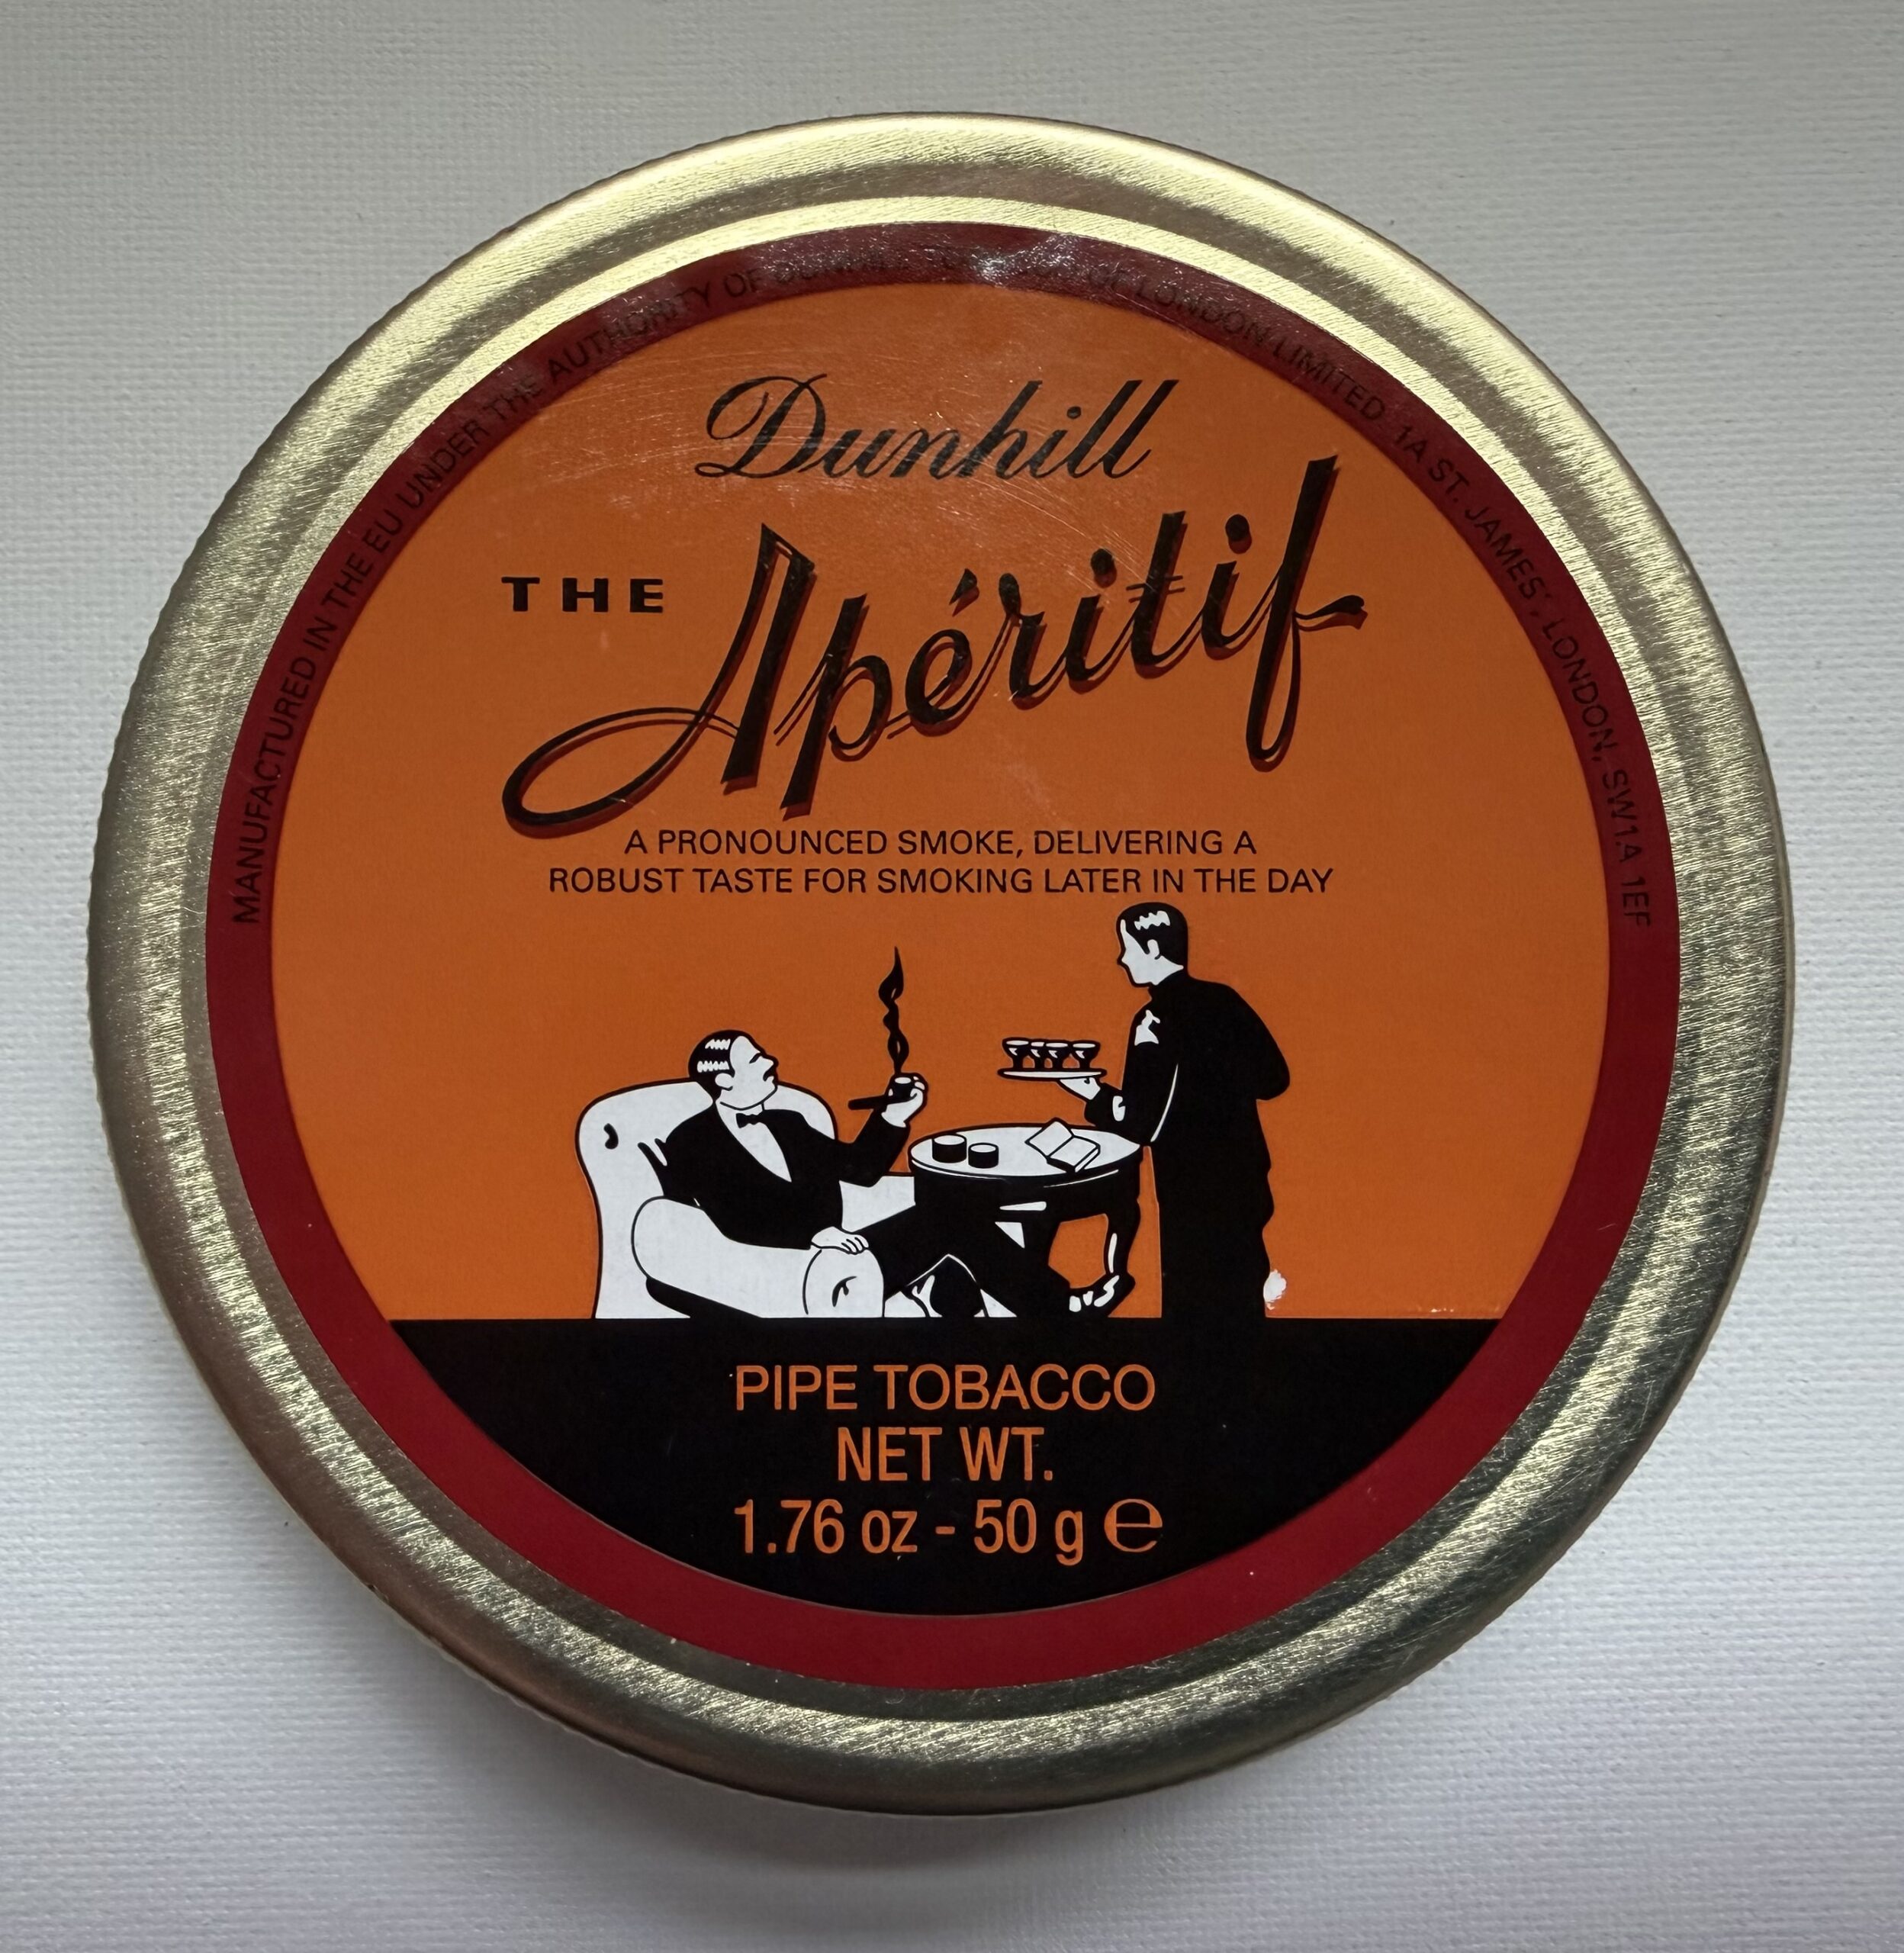 MANUFACTURED IN THE EU UNDER THE AUTHORITY OF OF LONDON LIMITED, 1A ST. JAMES', LONDON, SW1A 1EF
Dunhill
THE Apéritif
A PRONOUNCED SMOKE, DELIVERING A
ROBUST TASTE FOR SMOKING LATER IN THE DAY
PIPE TOBACCO
NET WT.
1.76 oz - 50 g ℮